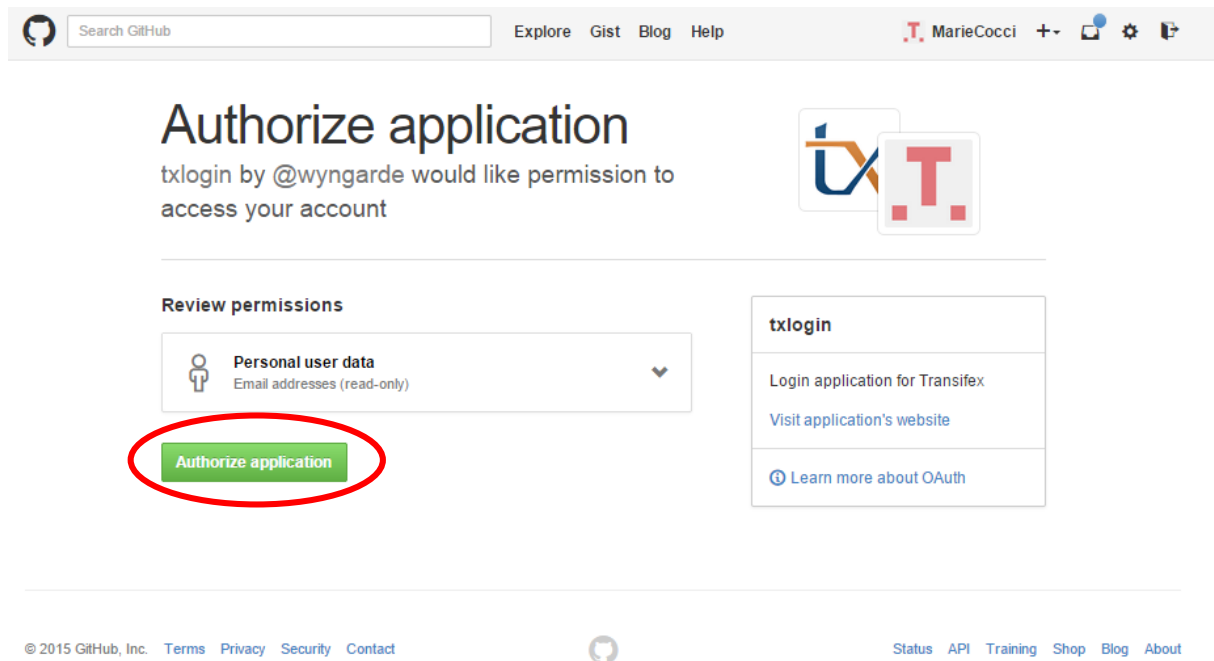 Search GitHub Explore Gist Blog Help MarieCocci
Authorize application
txlogin by @wyngarde would like permission to
access your account
tx
.T.
Review permissions
Personal user data
Email addresses (read-only)
Authorize application
txlogin
Login application for Transifex
Visit application's website
Learn more about OAuth
© 2015 GitHub, Inc. Terms Privacy Security Contact Status API Training Shop Blog About